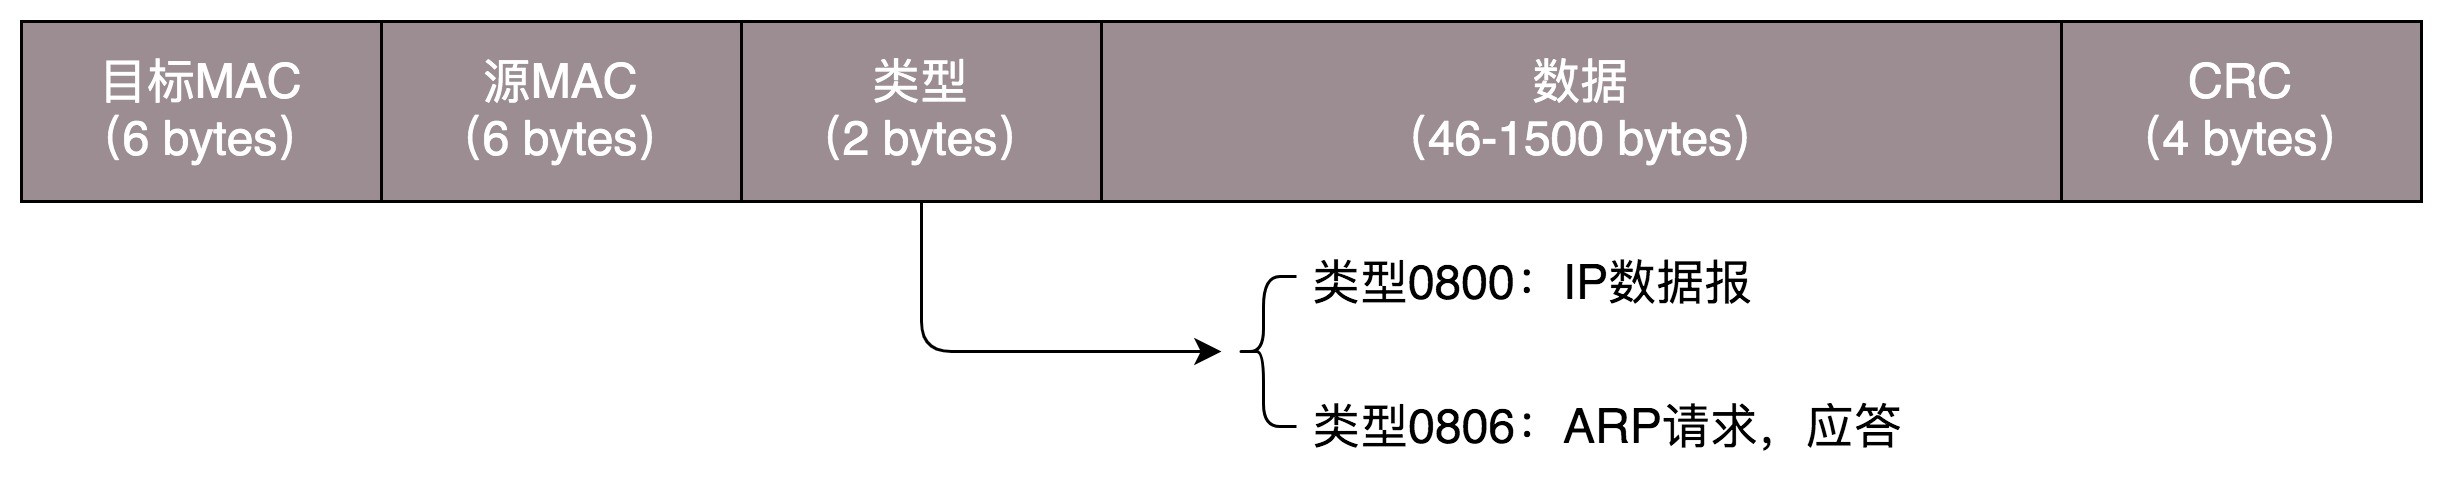 目标MAC
(6 bytes)
源MAC
(6 bytes)
类型
(2 bytes)
数据
(46-1500 bytes)
CRC
(4 bytes)
类型0800：IP数据报
类型0806：ARP请求，应答